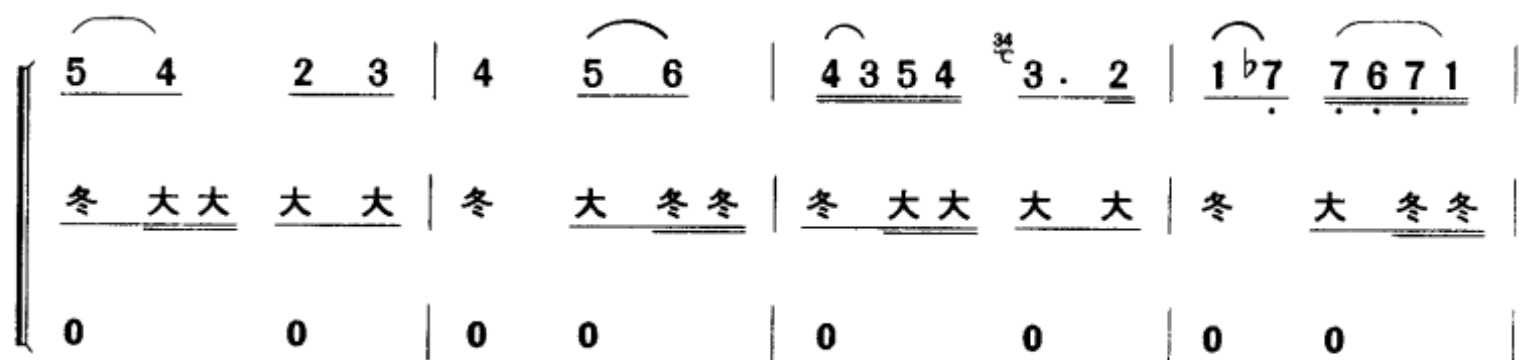 5 4 2 3 | 4 5 6 | 4 3 5 4 34 3 . 2 | 1 ♭7 7 6 7 1 |
冬 大大 大 大 | 冬 大 冬冬 | 冬 大大 大 大 | 冬 大 冬冬 |
0 0 | 0 0 | 0 0 | 0 0 |